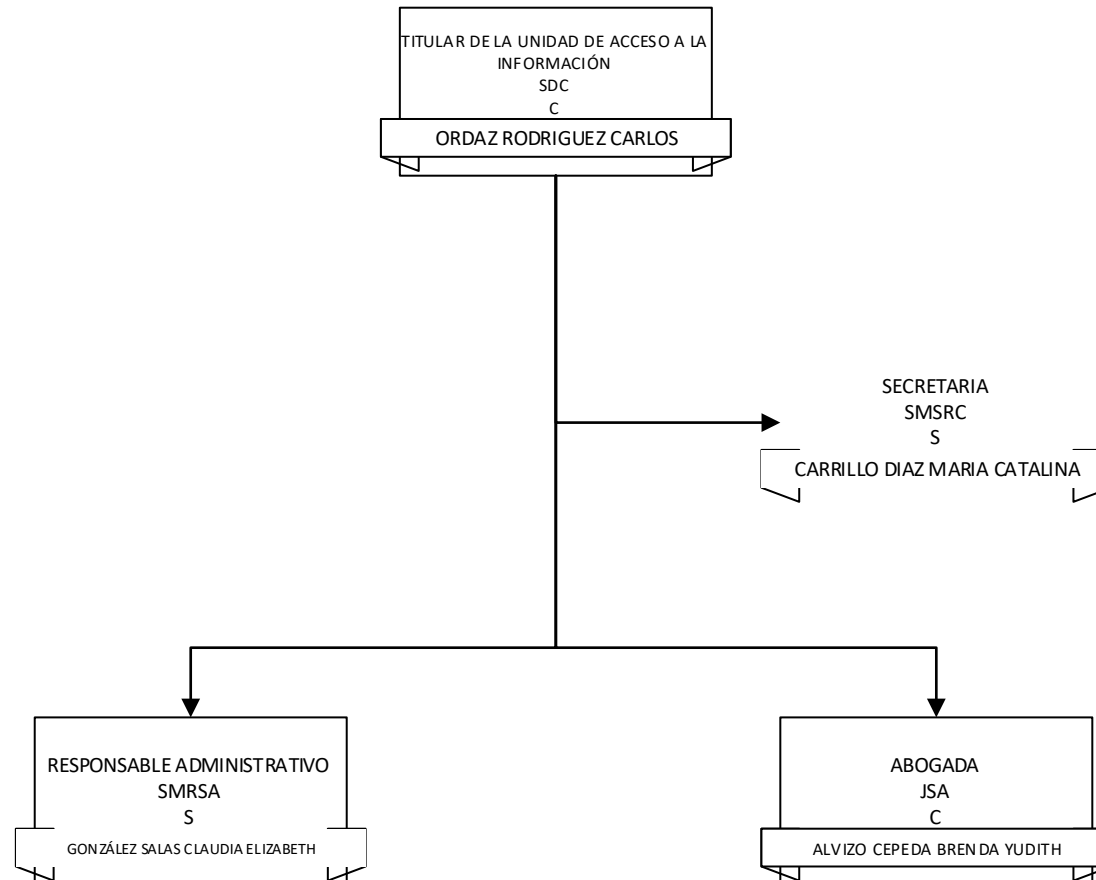 TITULAR DE LA UNIDAD DE ACCESO A LA
INFORMACIÓN
SDC
C
ORDAZ RODRIGUEZ CARLOS
SECRETARIA
SMSRC
S
CARRILLO DIAZ MARIA CATALINA
RESPONSABLE ADMINISTRATIVO
SMRSA
S
GONZÁLEZ SALAS CLAUDIA ELIZABETH
ABOGADA
JSA
C
ALVIZO CEPEDA BRENDA YUDITH